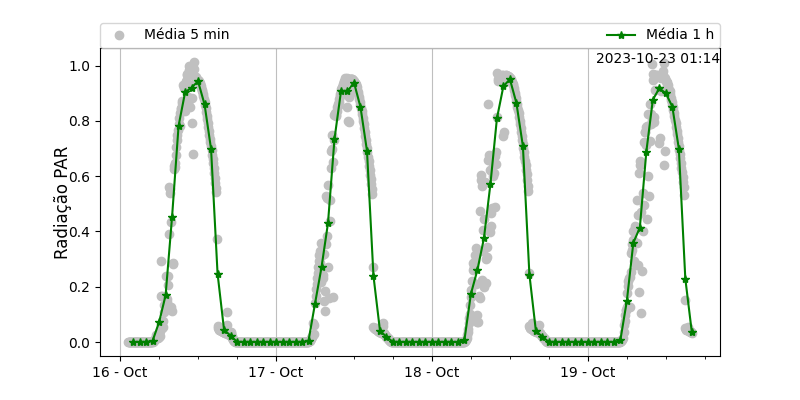 Média 5 min
Média 1 h
2023-10-23 01:14
Radiação PAR
1.0
0.8
0.6
0.4
0.2
0.0
16 - Oct
17 - Oct
18 - Oct
19 - Oct